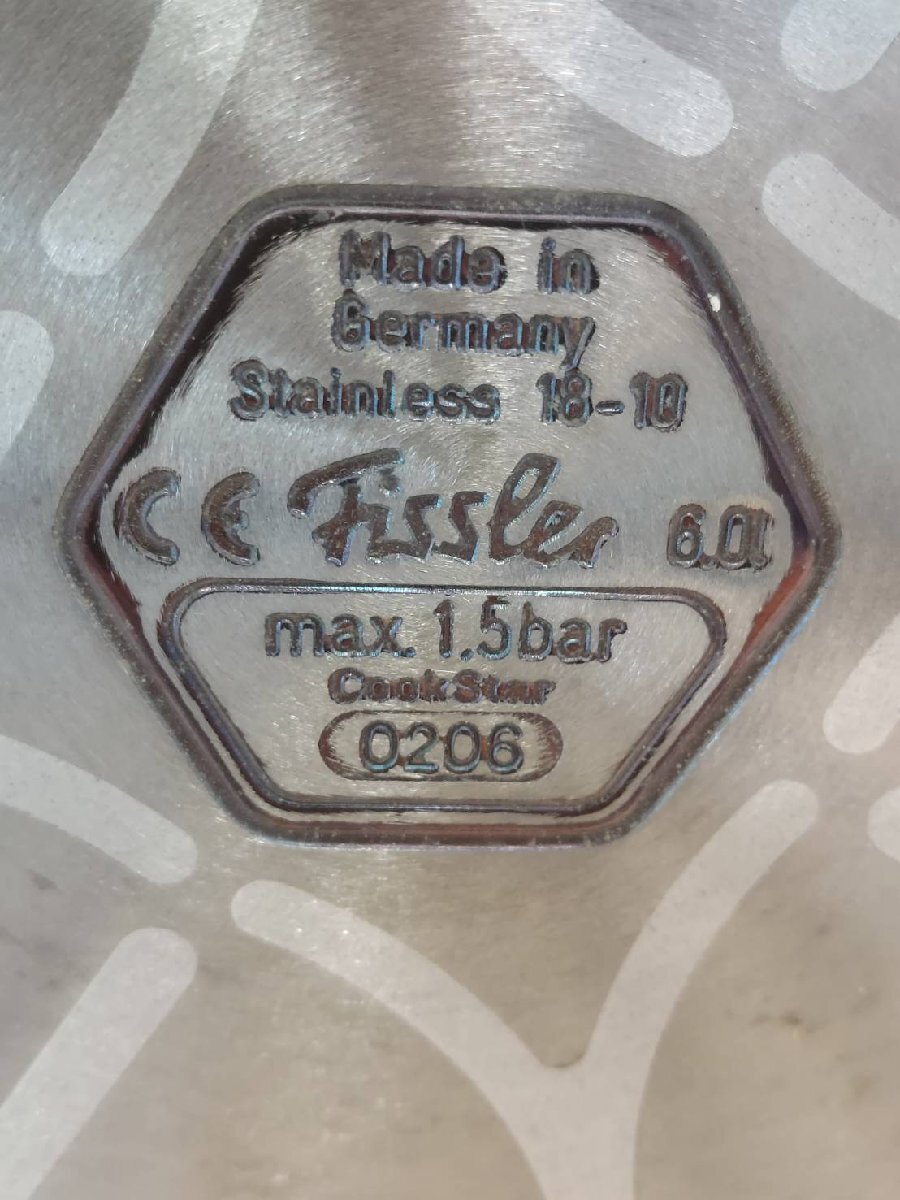 Made in
Germany
Stainless 18-10
CE Fissler 6.0l
max. 1.5bar
CookStar
0206